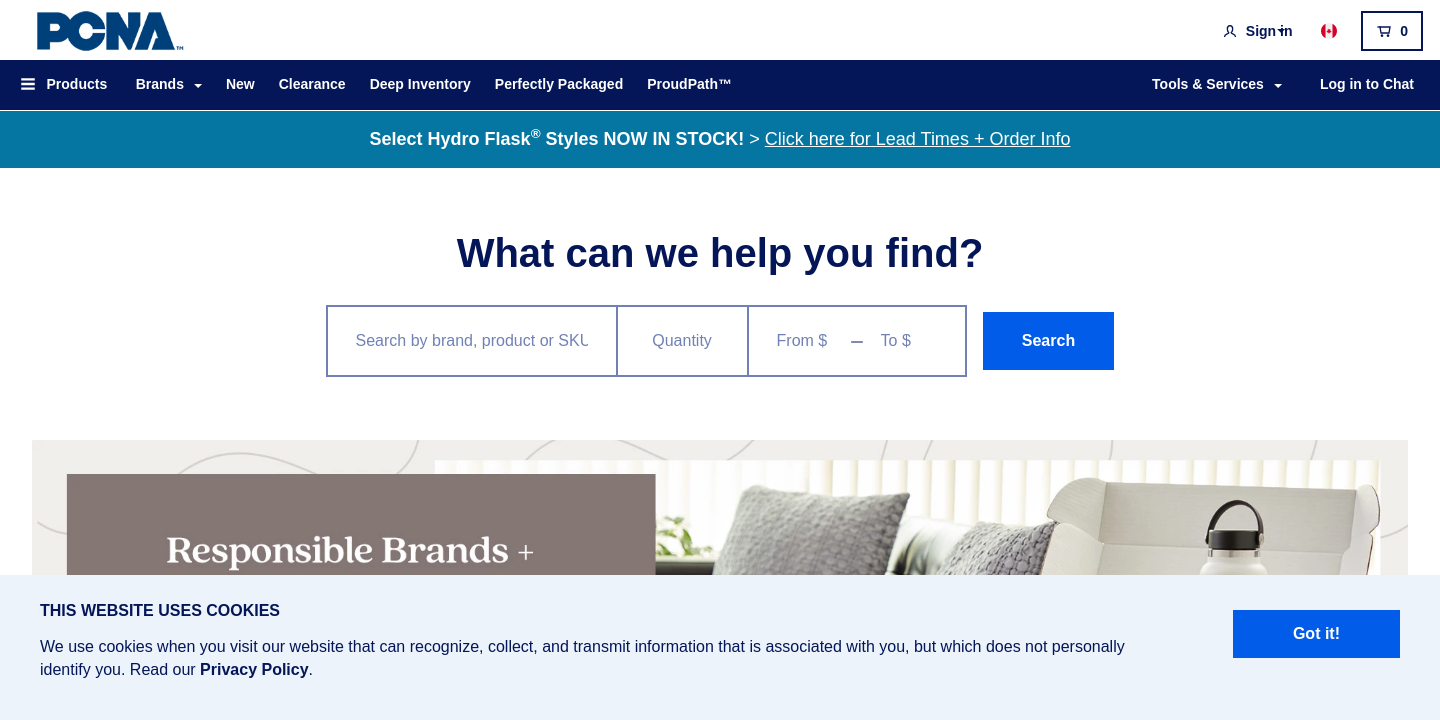 PCNA™
Sign in
0
Products Brands New Clearance Deep Inventory Perfectly Packaged ProudPath™ Tools & Services Log in to Chat
Select Hydro Flask® Styles NOW IN STOCK! > Click here for Lead Times + Order Info
What can we help you find?
Search by brand, product or SKU Quantity From $ – To $ Search
Responsible Brands +
THIS WEBSITE USES COOKIES
We use cookies when you visit our website that can recognize, collect, and transmit information that is associated with you, but which does not personally
identify you. Read our Privacy Policy.
Got it!